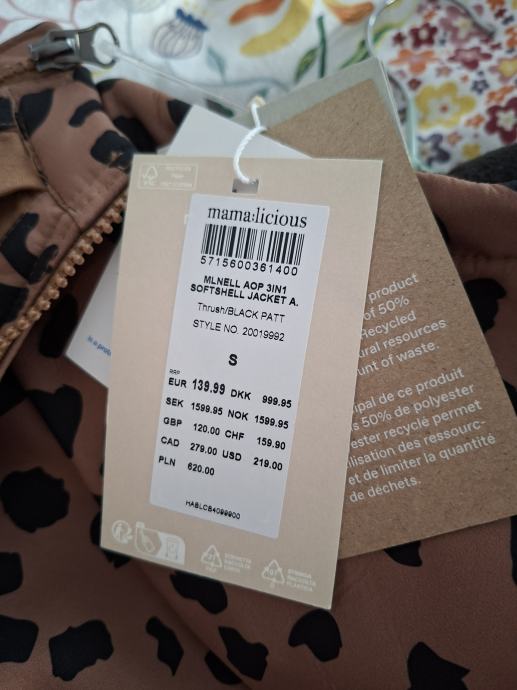 mama:licious
5715600361400
MLNELL AOP 3IN1
SOFTSHELL JACKET A.
Thrush/BLACK PATT
STYLE NO. 20019992
S
RRP
EUR 139.99 DKK 999.95
SEK 1599.95 NOK 1599.95
GBP 120.00 CHF 159.90
CAD 279.00 USD 219.00
PLN 620.00
HABLCB4099900
product
of 50%
Recycled
ural resources
unt of waste.
ipal de ce produit
s 50% de polyester
ester recyclé permet
ilisation des ressourc-
et de limiter la quantité
de déchets.